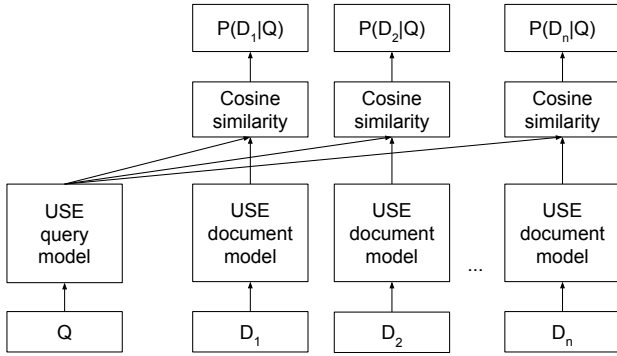 P(D₁|Q) P(D₂|Q) P(Dₙ|Q)
Cosine similarity
Cosine similarity
Cosine similarity
USE query model
USE document model
USE document model
...
USE document model
Q D₁ D₂ Dₙ